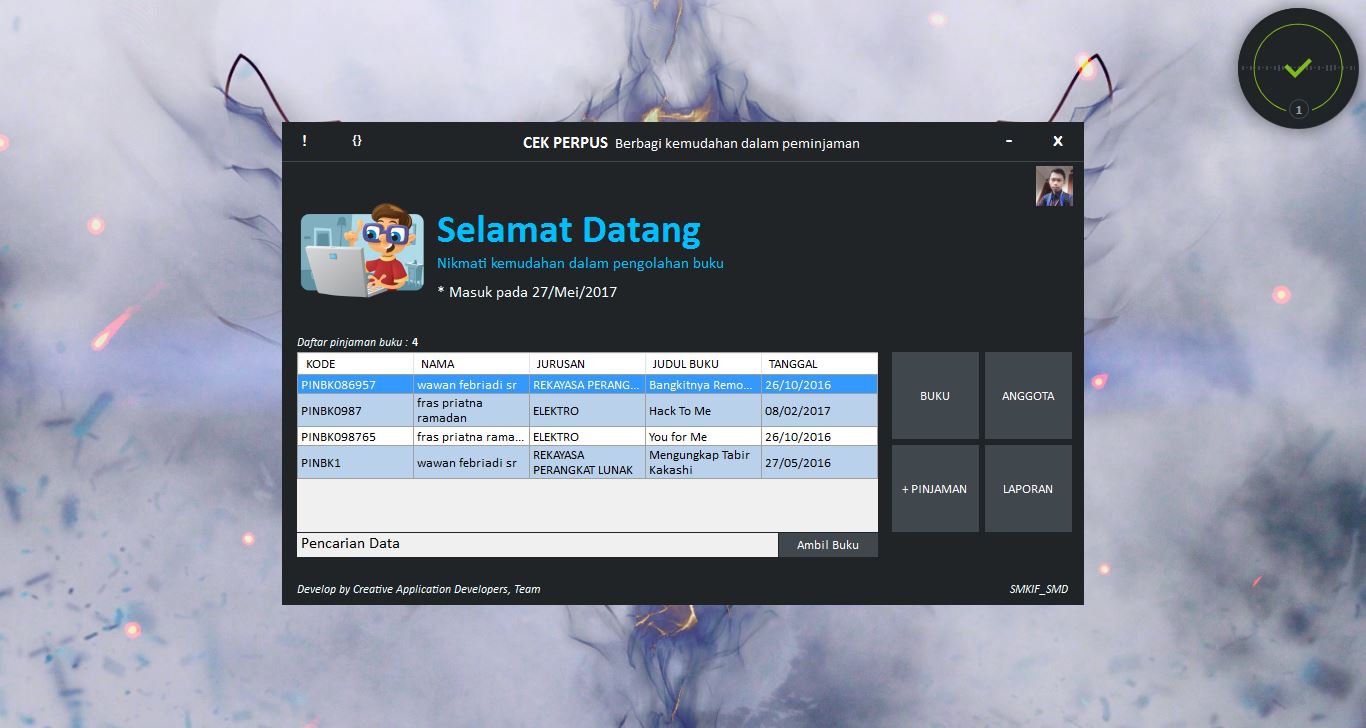 1
! {} CEK PERPUS Berbagi kemudahan dalam peminjaman - X
Selamat Datang
Nikmati kemudahan dalam pengolahan buku
* Masuk pada 27/Mei/2017
Daftar pinjaman buku : 4
KODE NAMA JURUSAN JUDUL BUKU TANGGAL
PINBK086957 wawan febriadi sr REKAYASA PERANG... Bangkitnya Remo... 26/10/2016
PINBK0987 fras priatna ramadan ELEKTRO Hack To Me 08/02/2017
PINBK098765 fras priatna rama... ELEKTRO You for Me 26/10/2016
PINBK1 wawan febriadi sr REKAYASA PERANGKAT LUNAK Mengungkap Tabir Kakashi 27/05/2016
BUKU ANGGOTA
+ PINJAMAN LAPORAN
Pencarian Data Ambil Buku
Develop by Creative Application Developers, Team SMKIF_SMD